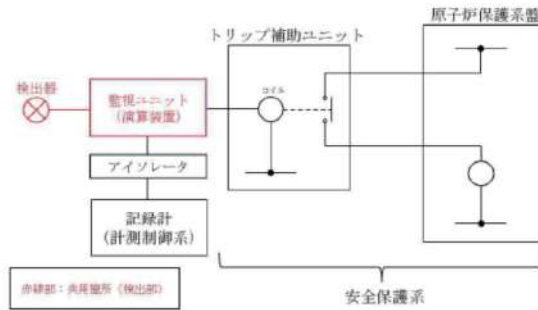 原子炉保護系盤
トリップ補助ユニット
検出器
監視ユニット
(演算装置)
コイル
アイソレータ
記録計
(計測制御系)
赤線部：共用箇所（検出部）
安全保護系